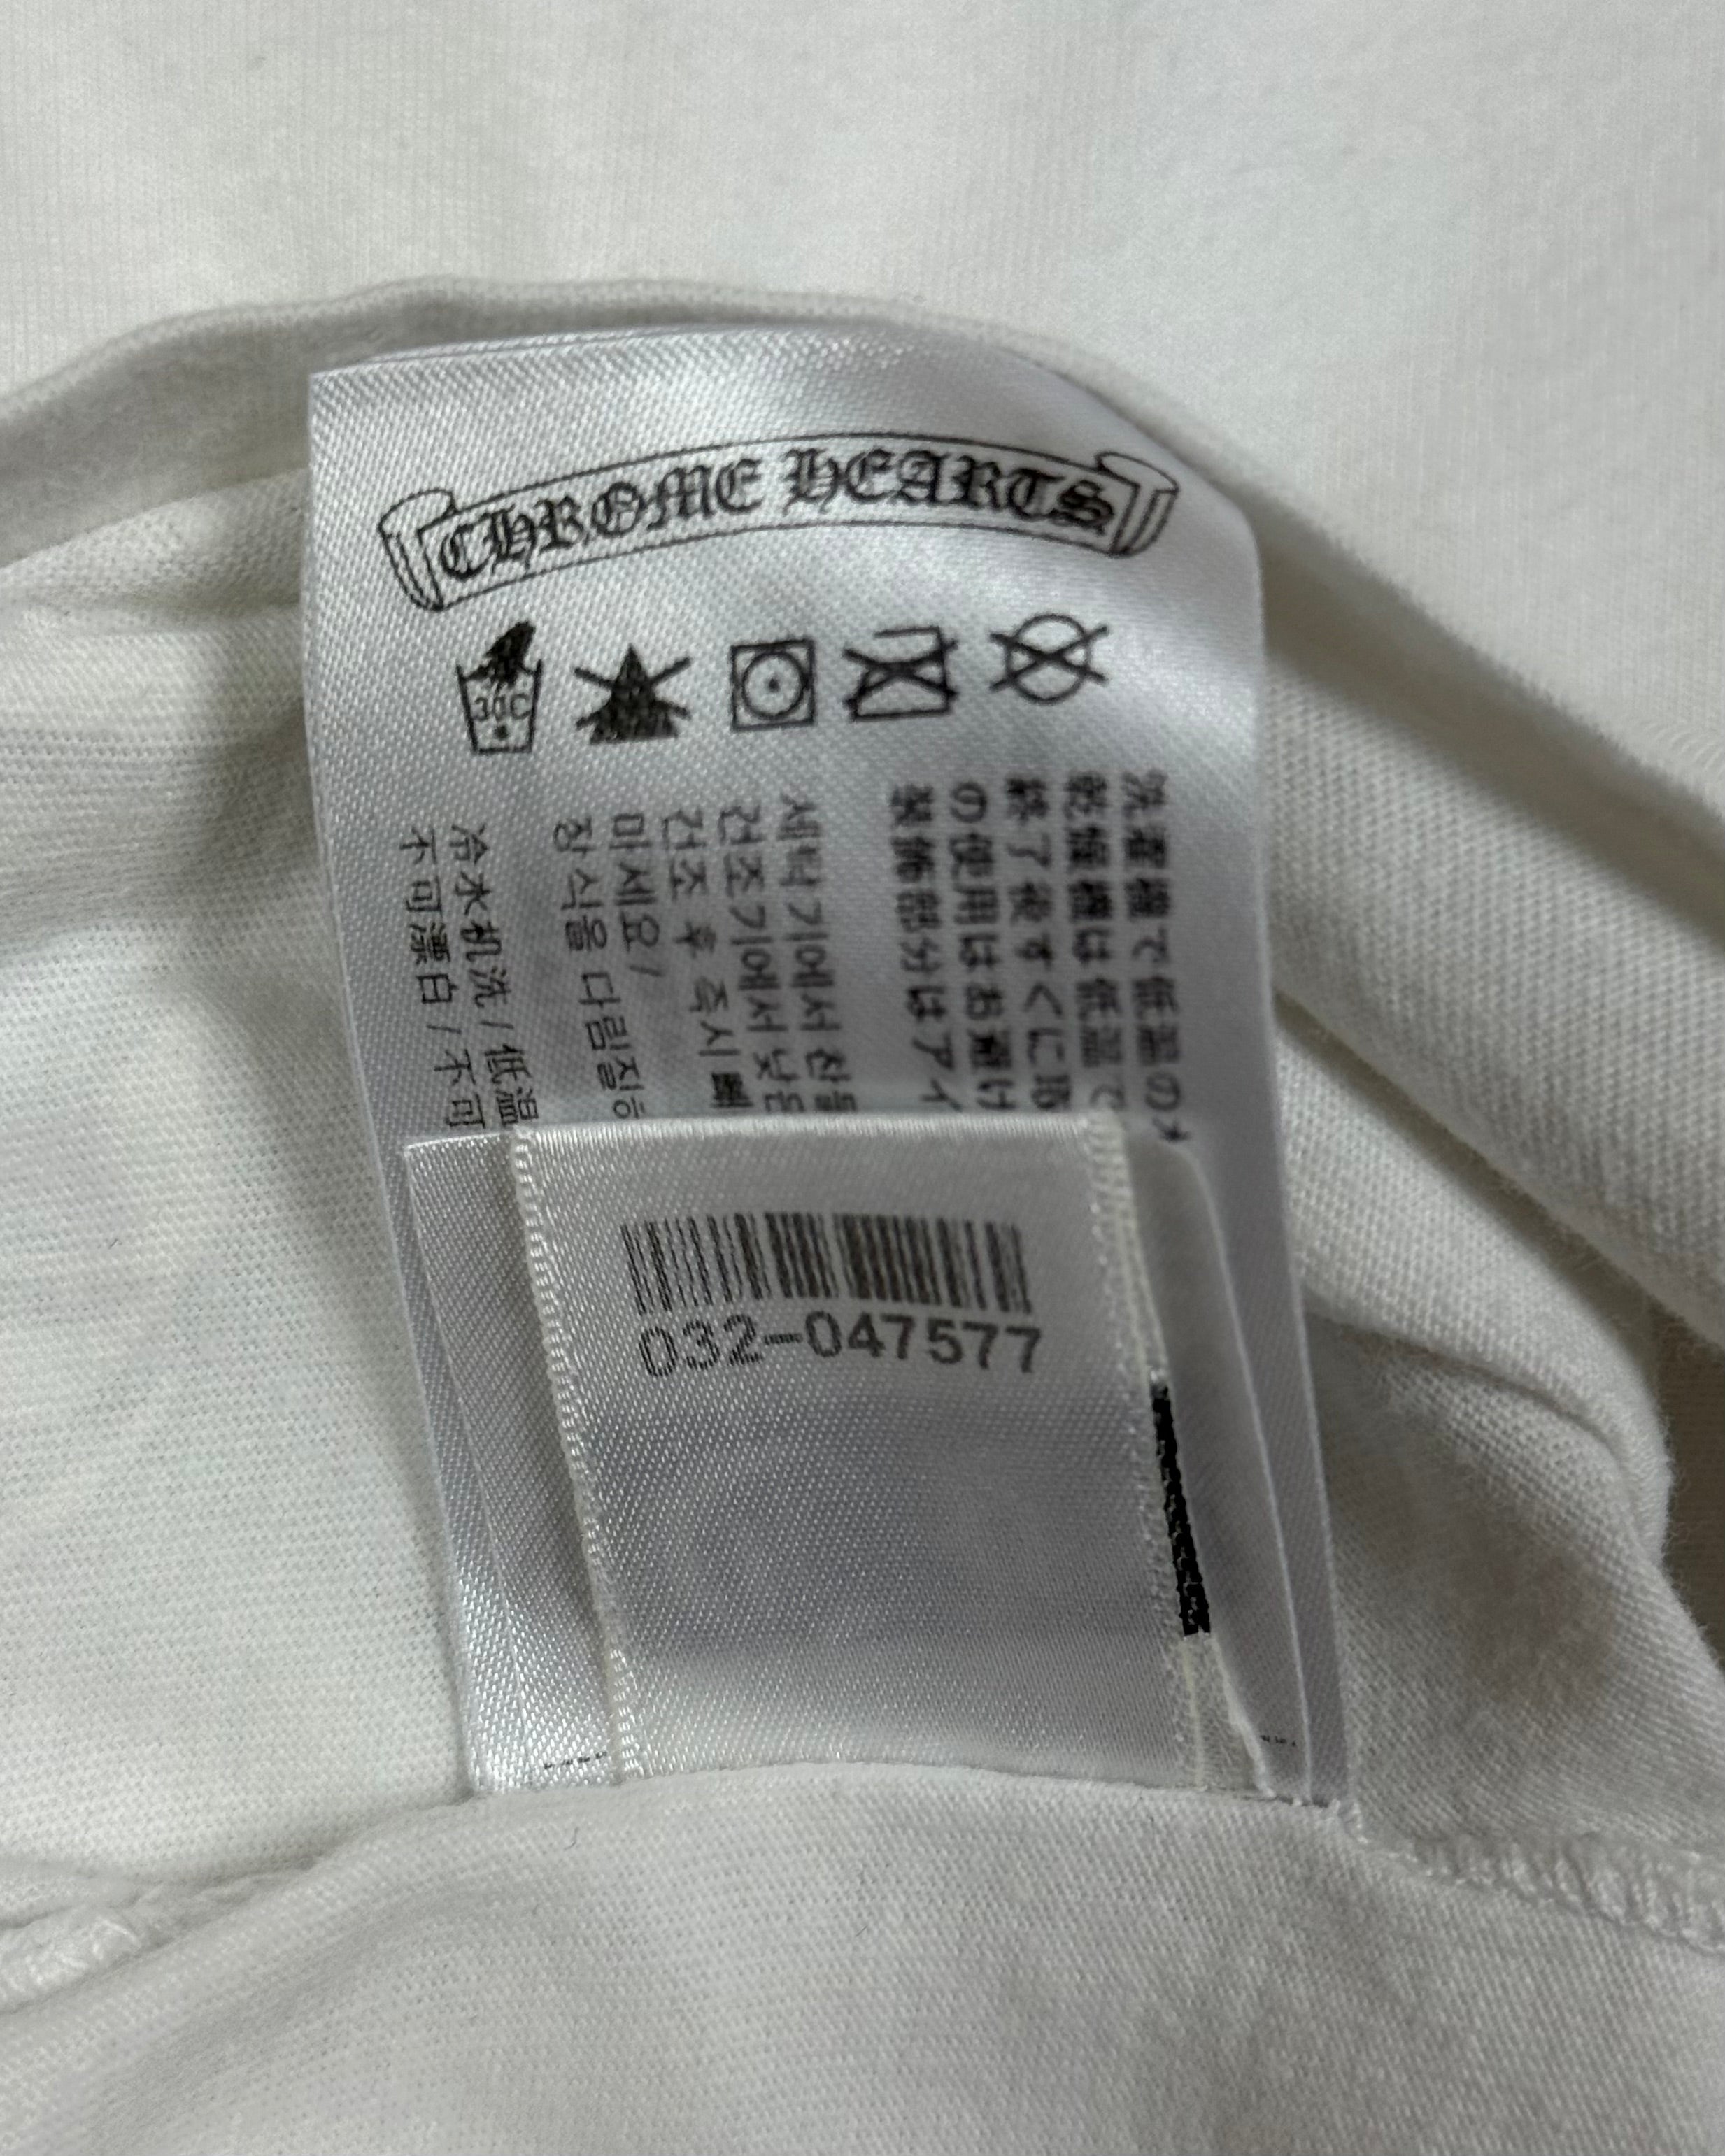 CHROME HEARTS
30C
洗濯機で低温の
乾燥機は低温で
終了後すぐに取
の使用はお避け
装飾部分はアイ
세탁기에서 찬물
건조기에서 낮은
건조 후 즉시 빼
미세요 /
장식을 다림질하
冷水机洗 / 低温
不可漂白 / 不可
032-047577